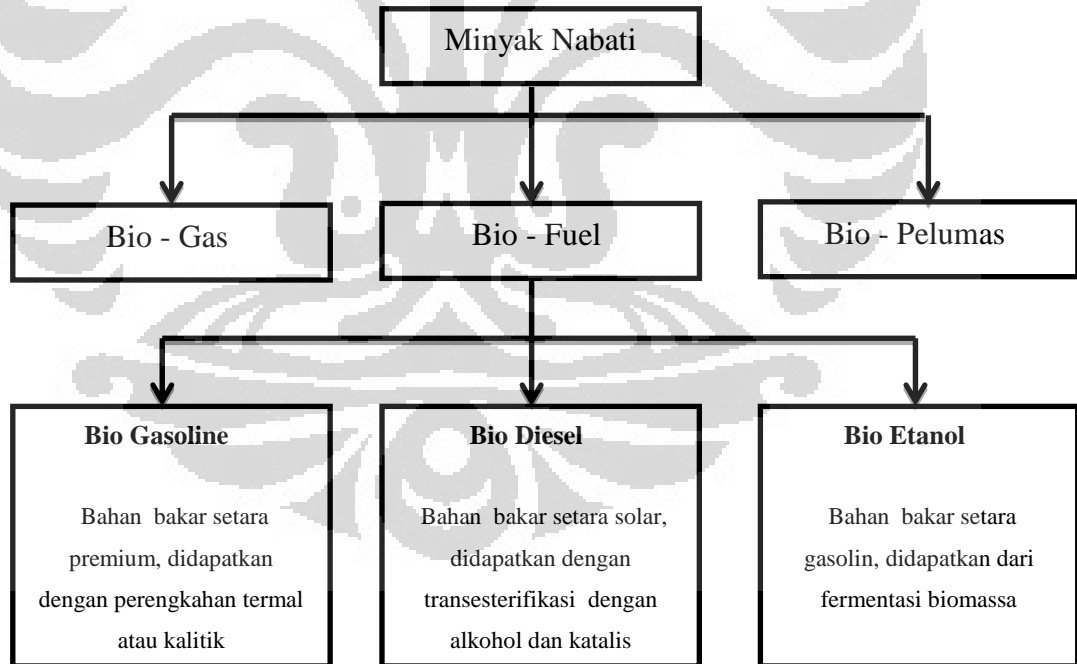 Minyak Nabati
Bio - Gas
Bio - Fuel
Bio - Pelumas
Bio Gasoline
Bahan bakar setara
premium, didapatkan
dengan perengkahan termal
atau kalitik
Bio Diesel
Bahan bakar setara solar,
didapatkan dengan
transesterifikasi dengan
alkohol dan katalis
Bio Etanol
Bahan bakar setara
gasolin, didapatkan dari
fermentasi biomassa